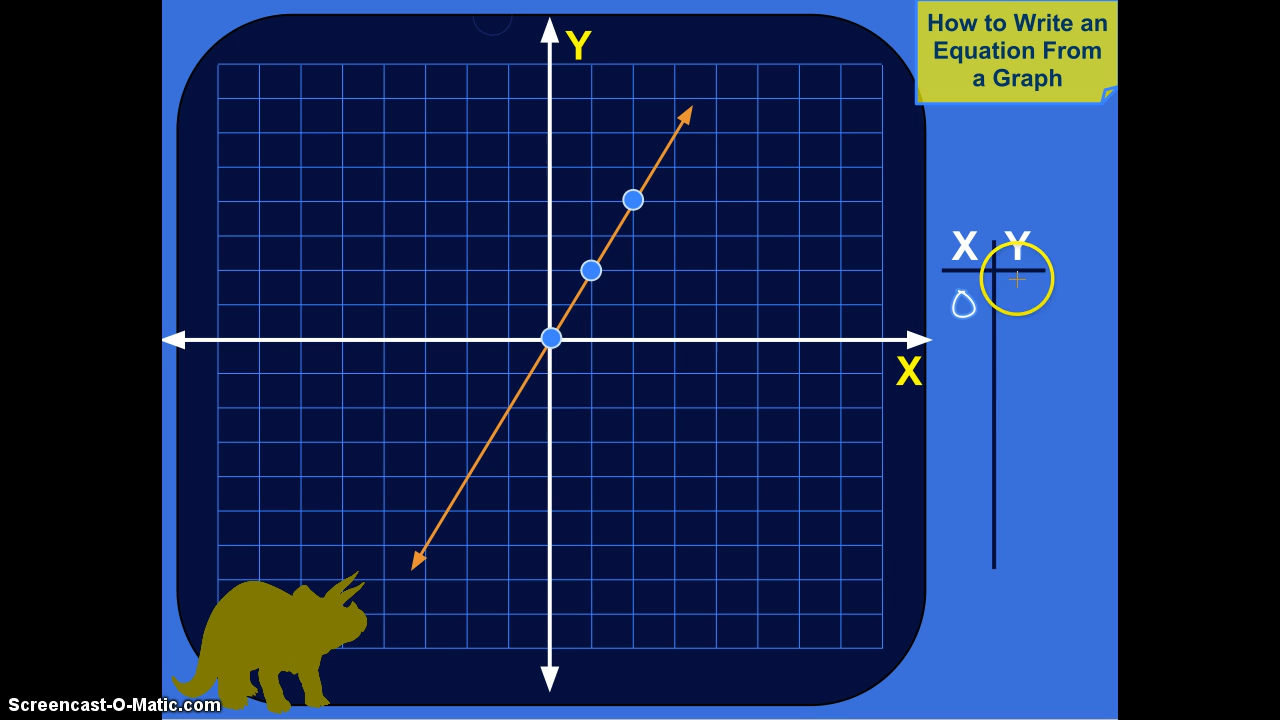 How to Write an
Equation From
a Graph
Y
X Y
0
X
Screencast-O-Matic.com